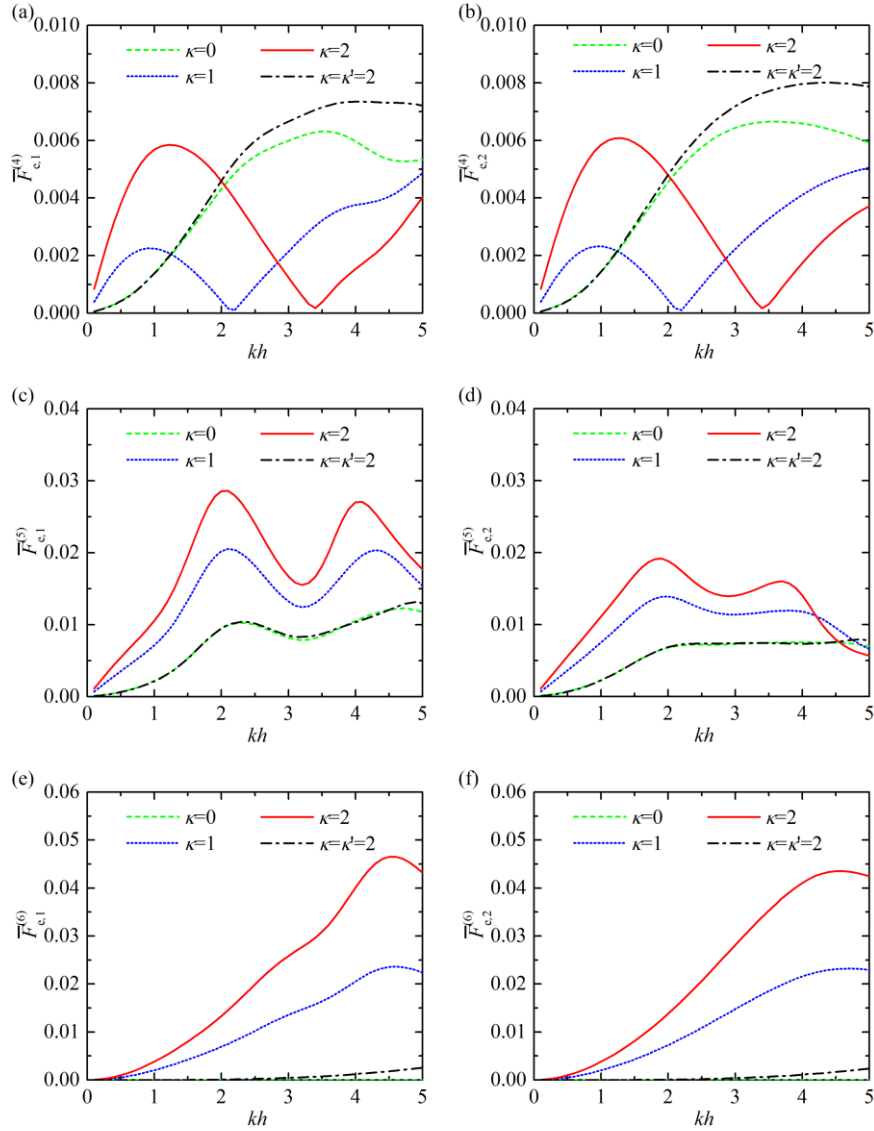 (a)
0.010
0.008
0.006
0.004
0.002
0.000
F̅_{e,1}^{(4)}
κ=0
κ=2
κ=1
κ=κ'=2
0 1 2 3 4 5
kh
(b)
0.010
0.008
0.006
0.004
0.002
0.000
F̅_{e,2}^{(4)}
κ=0
κ=2
κ=1
κ=κ'=2
0 1 2 3 4 5
kh
(c)
0.04
0.03
0.02
0.01
0.00
F̅_{e,1}^{(5)}
κ=0
κ=2
κ=1
κ=κ'=2
0 1 2 3 4 5
kh
(d)
0.04
0.03
0.02
0.01
0.00
F̅_{e,2}^{(5)}
κ=0
κ=2
κ=1
κ=κ'=2
0 1 2 3 4 5
kh
(e)
0.06
0.05
0.04
0.03
0.02
0.01
0.00
F̅_{e,1}^{(6)}
κ=0
κ=2
κ=1
κ=κ'=2
0 1 2 3 4 5
kh
(f)
0.06
0.05
0.04
0.03
0.02
0.01
0.00
F̅_{e,2}^{(6)}
κ=0
κ=2
κ=1
κ=κ'=2
0 1 2 3 4 5
kh